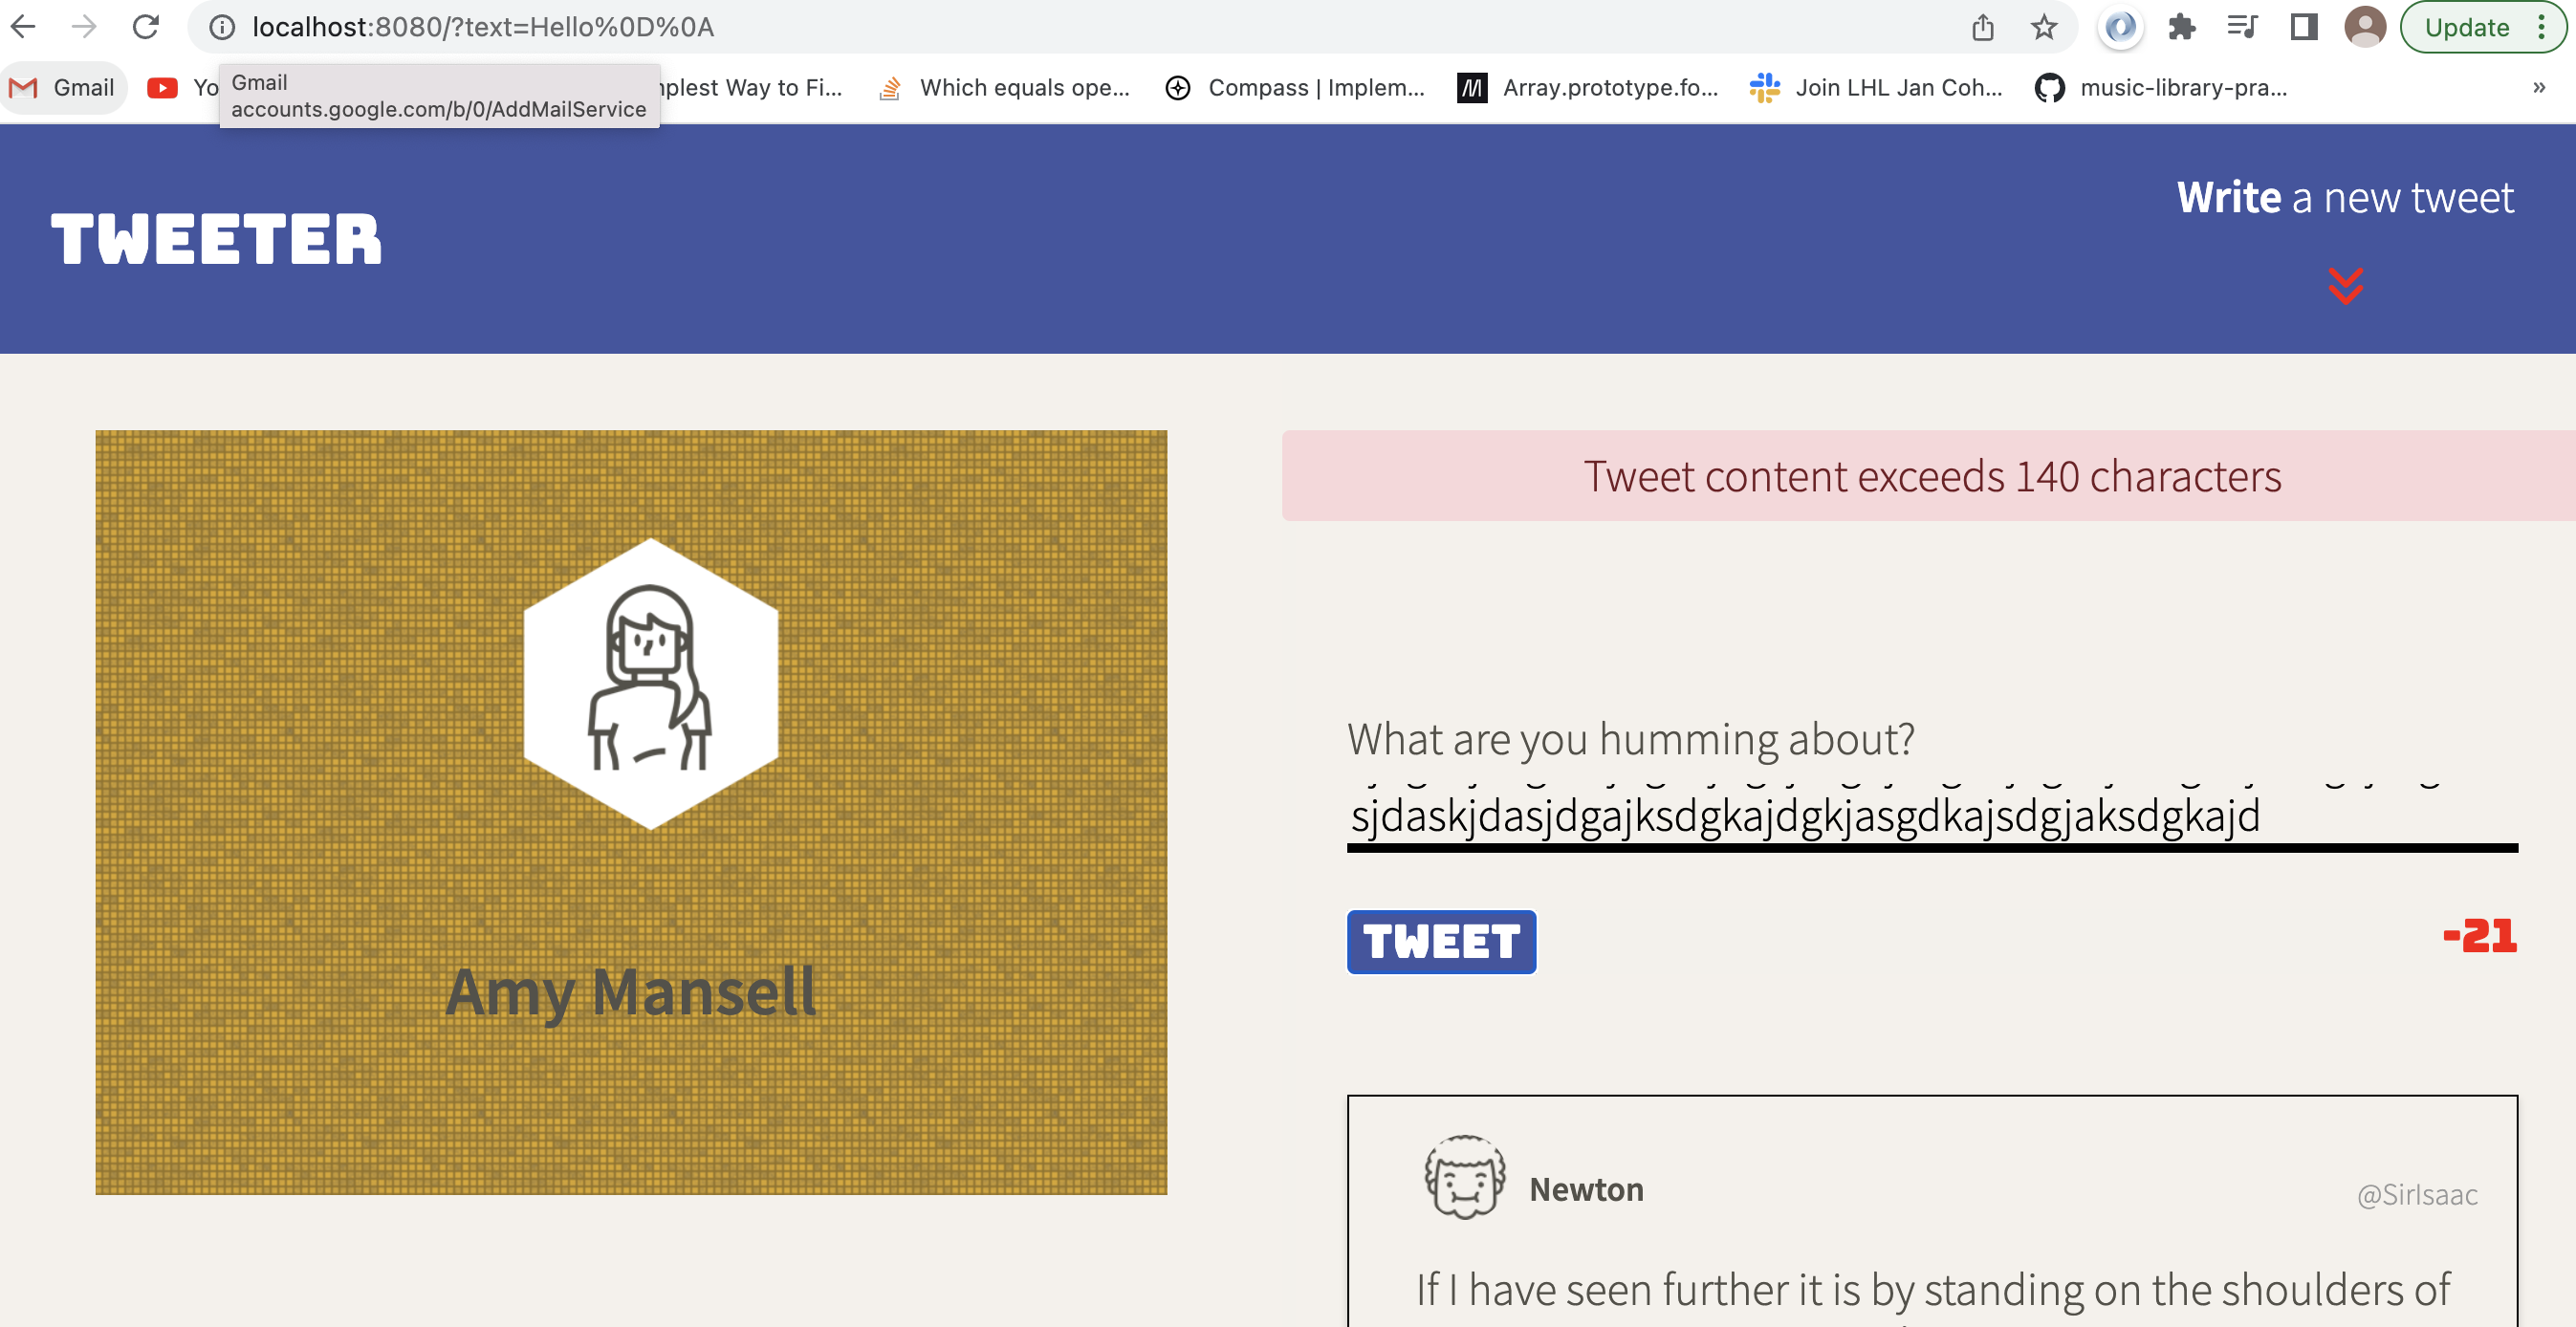 localhost:8080/?text=Hello%0D%0A
Update
Gmail
Yo
nplest Way to Fi...
Which equals ope...
Compass | Implem...
Array.prototype.fo...
Join LHL Jan Coh...
music-library-pra...
»
Gmail
accounts.google.com/b/0/AddMailService
TWEETER
Write a new tweet
Tweet content exceeds 140 characters
Amy Mansell
What are you humming about?
sjdaskjdasjdgajksdgkajdgkjasgdkajsdgjaksdgkajd
TWEET
-21
Newton
@SirIsaac
If I have seen further it is by standing on the shoulders of